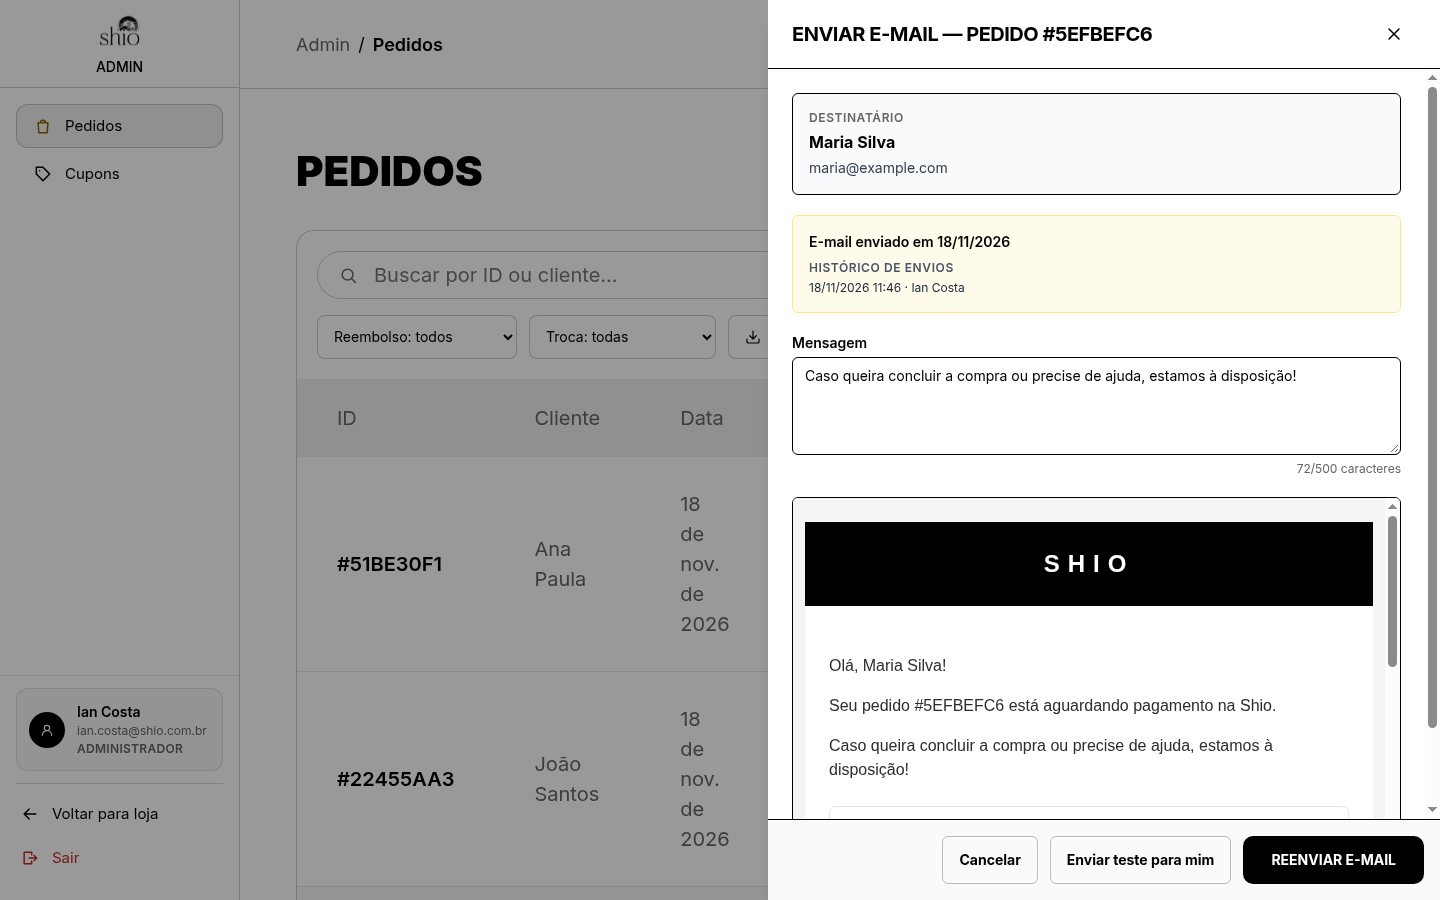 shio
ADMIN
Pedidos
Cupons
Ian Costa
ian.costa@shio.com.br
ADMINISTRADOR
Voltar para loja
Sair
Admin / Pedidos
PEDIDOS
Buscar por ID ou cliente...
Reembolso: todos
Troca: todas
ID Cliente Data
#51BE30F1
Ana
Paula
18
de
nov.
de
2026
#22455AA3
João
Santos
18
de
nov.
de
2026
ENVIAR E-MAIL — PEDIDO #5EFBEFC6
DESTINATÁRIO
Maria Silva
maria@example.com
E-mail enviado em 18/11/2026
HISTÓRICO DE ENVIOS
18/11/2026 11:46 · Ian Costa
Mensagem
Caso queira concluir a compra ou precise de ajuda, estamos à disposição!
72/500 caracteres
SHIO
Olá, Maria Silva!
Seu pedido #5EFBEFC6 está aguardando pagamento na Shio.
Caso queira concluir a compra ou precise de ajuda, estamos à
disposição!
Cancelar
Enviar teste para mim
REENVIAR E-MAIL